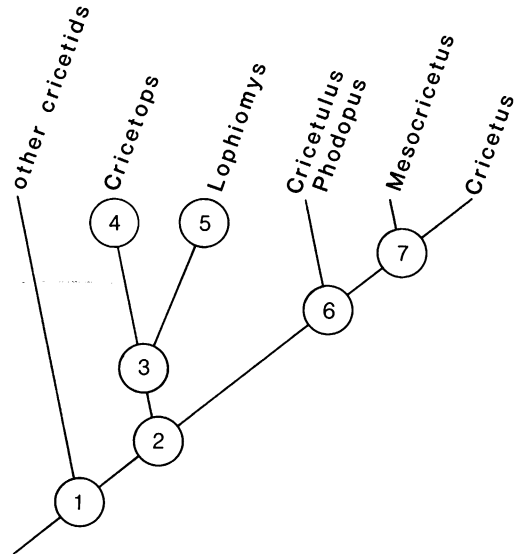 other cricetids
Cricetops
Lophiomys
Cricetulus
Phodopus
Mesocricetus
Cricetus
4
5
7
6
3
2
1